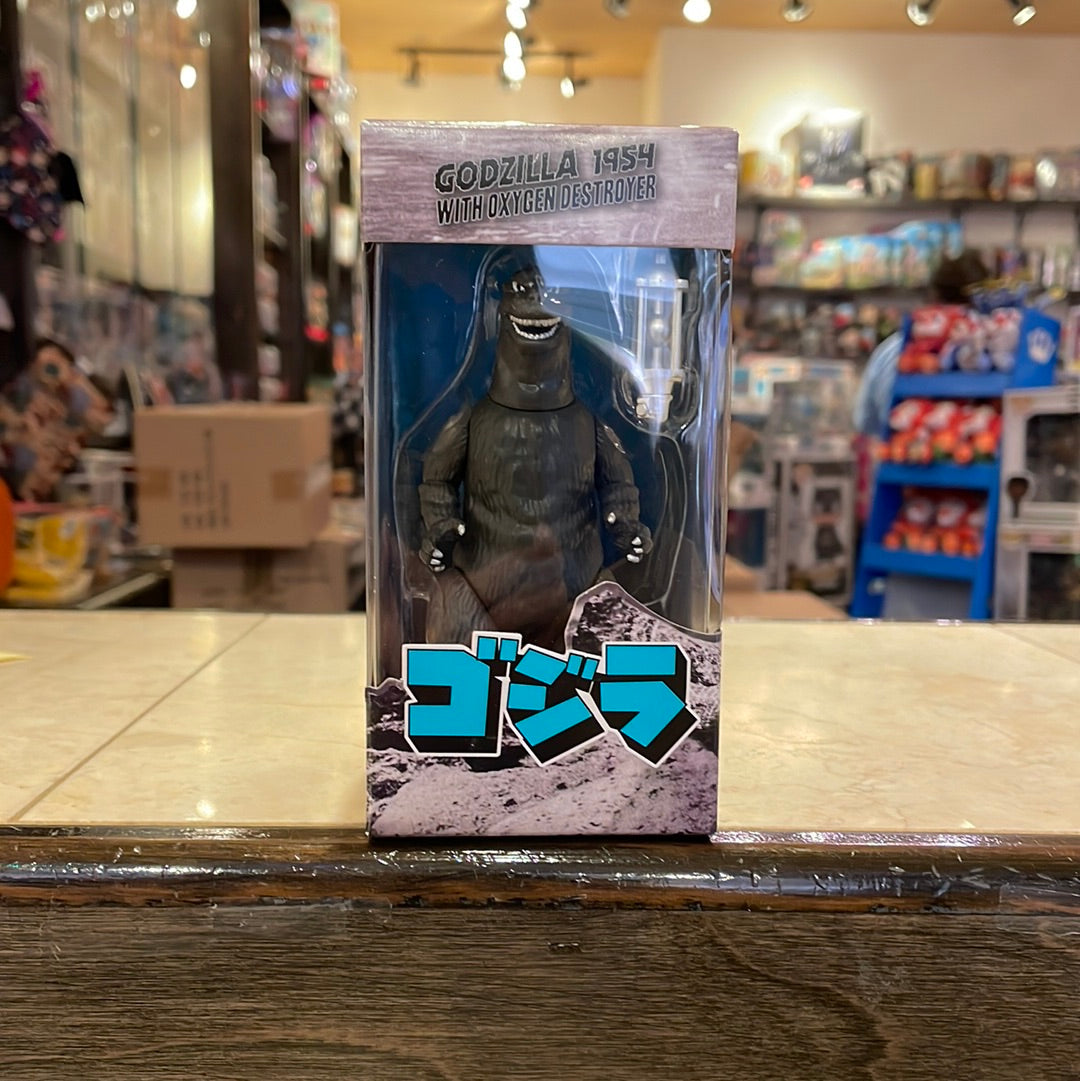 GODZILLA 1954
WITH OXYGEN DESTROYER
ゴジラ